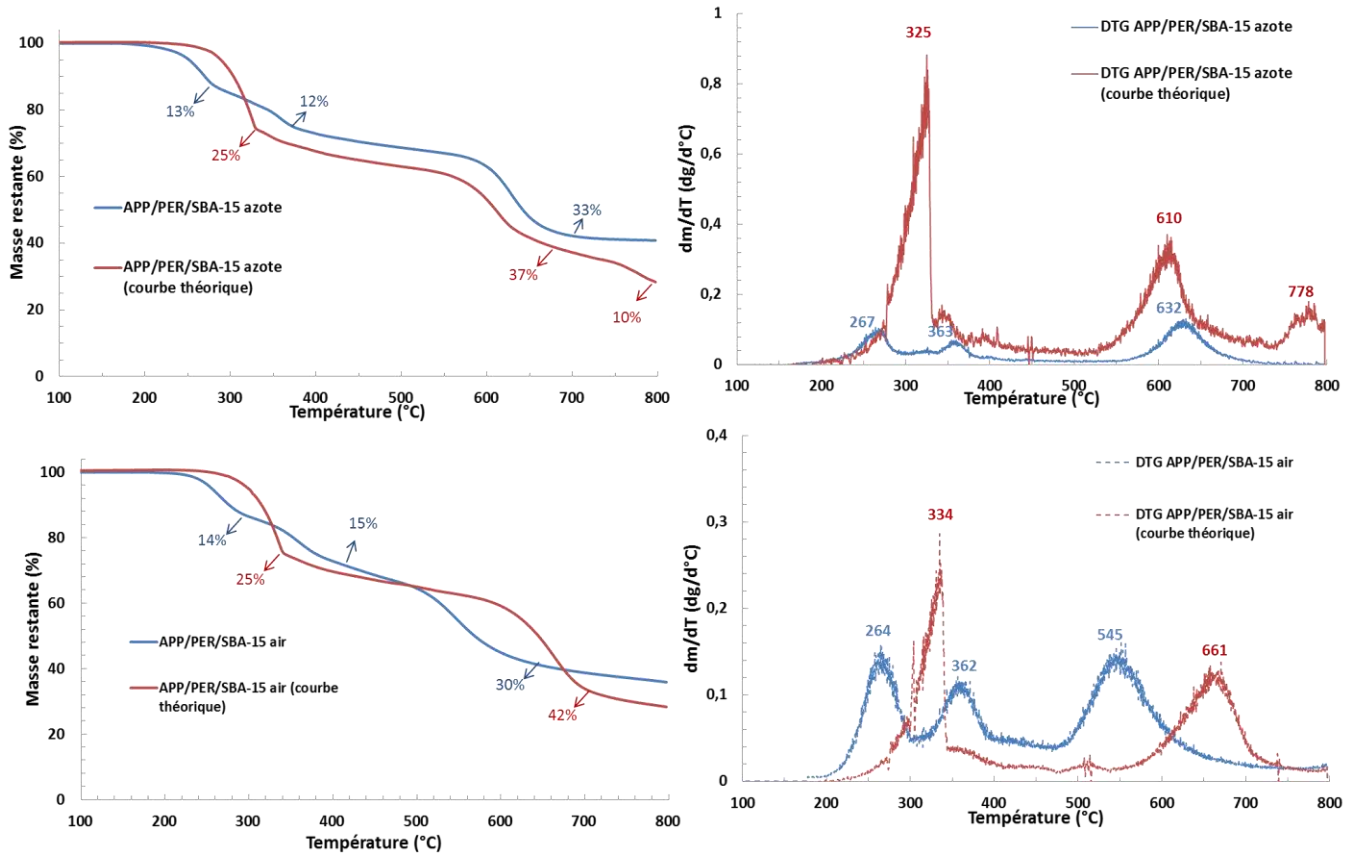 Masse restante (%)
100
80
60
40
20
0
13%
12%
25%
33%
37%
10%
APP/PER/SBA-15 azote
APP/PER/SBA-15 azote
(courbe théorique)
100 200 300 400 500 600 700 800
Température (°C)
dm/dT (dg/d°C)
1
0,8
0,6
0,4
0,2
0
325
610
778
267
363
632
DTG APP/PER/SBA-15 azote
DTG APP/PER/SBA-15 azote
(courbe théorique)
100 200 300 400 500 600 700 800
Température (°C)
Masse restante (%)
100
80
60
40
20
0
14%
15%
25%
30%
42%
APP/PER/SBA-15 air
APP/PER/SBA-15 air (courbe
théorique)
0 100 200 300 400 500 600 700 800
Température (°C)
dm/dT (dg/d°C)
0,4
0,3
0,2
0,1
0
334
264
362
545
661
DTG APP/PER/SBA-15 air
DTG APP/PER/SBA-15 air
(courbe théorique)
100 200 300 400 500 600 700 800
Température (°C)